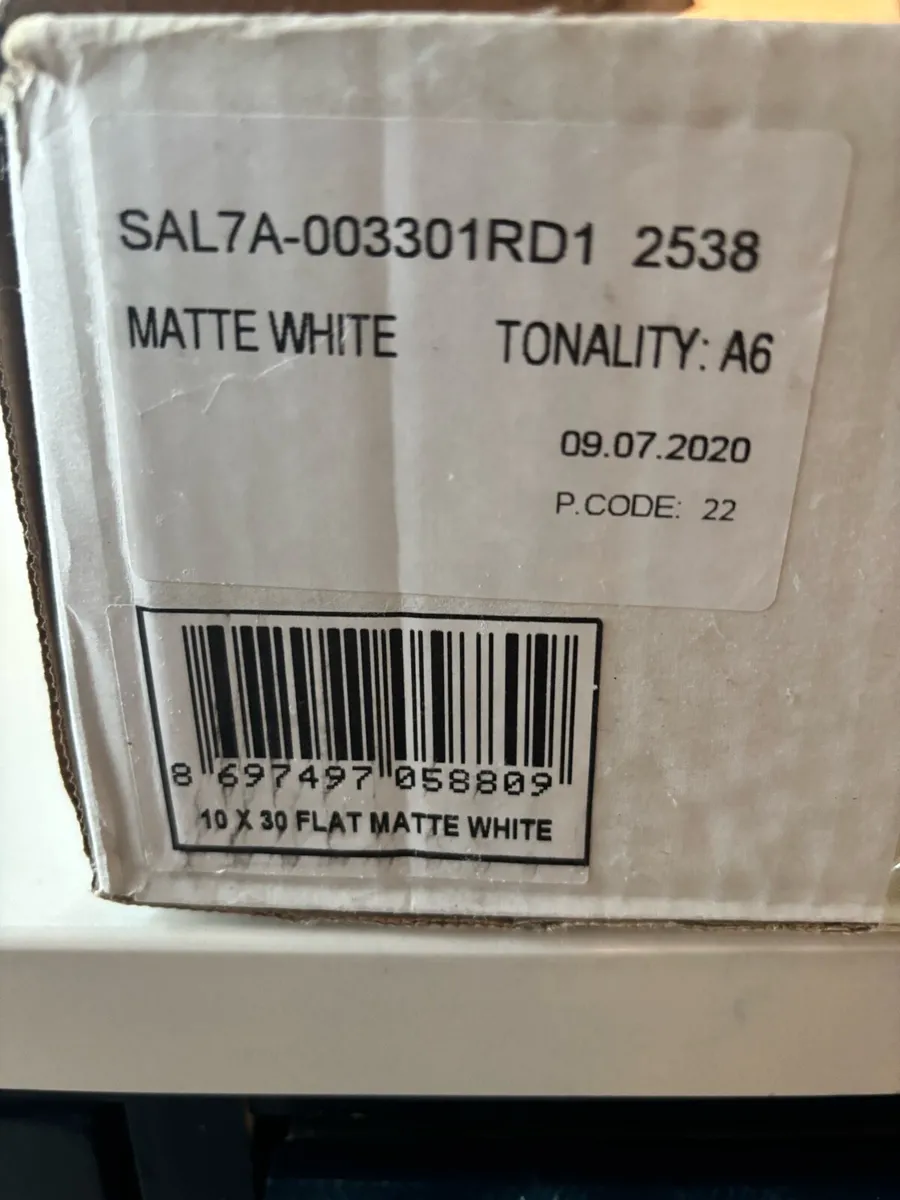 SAL7A-003301RD1 2538
MATTE WHITE TONALITY: A6
09.07.2020
P.CODE: 22
8 697497 058809
10 X 30 FLAT MATTE WHITE